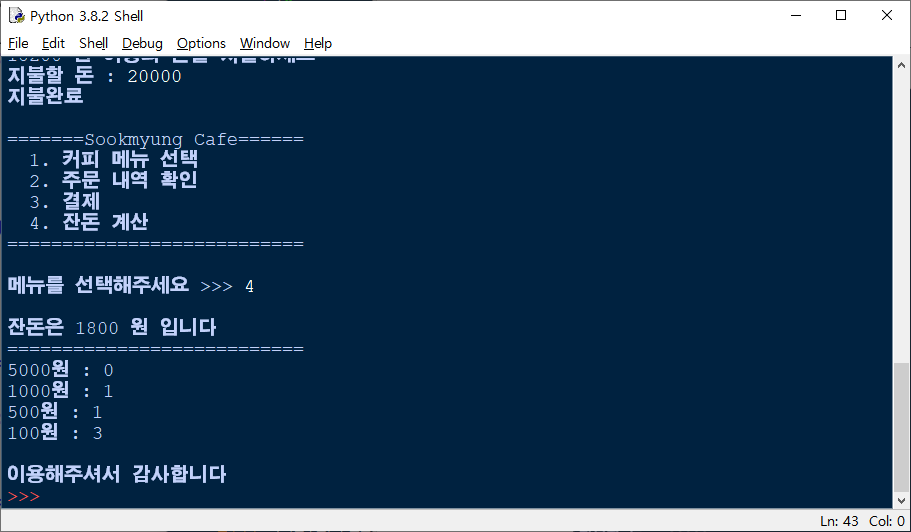 Python 3.8.2 Shell
File Edit Shell Debug Options Window Help
지불할 돈 : 20000
지불완료
=======Sookmyung Cafe======
1. 커피 메뉴 선택
2. 주문 내역 확인
3. 결제
4. 잔돈 계산
===========================
메뉴를 선택해주세요 >>> 4
잔돈은 1800 원 입니다
===========================
5000원 : 0
1000원 : 1
500원 : 1
100원 : 3
이용해주셔서 감사합니다
>>>
Ln: 43 Col: 0